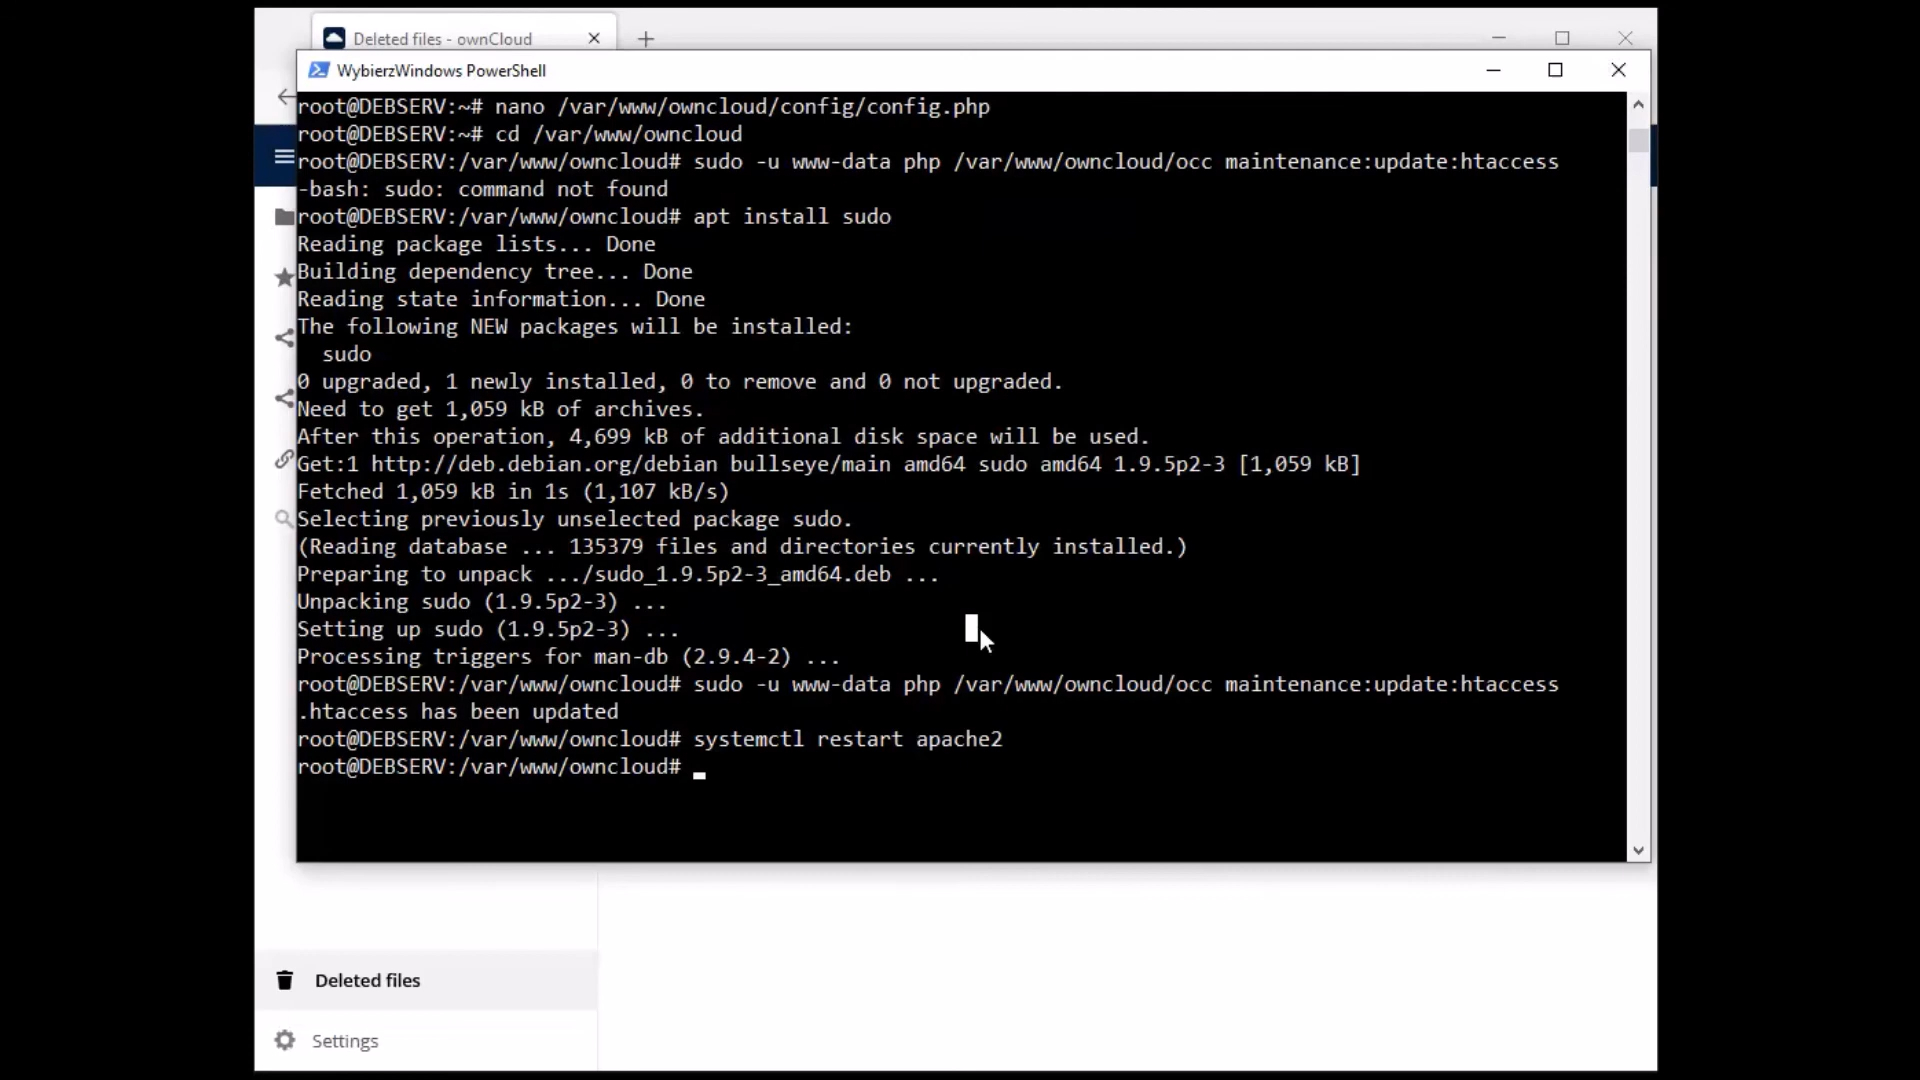 Deleted files - ownCloud
WybierzWindows PowerShell
root@DEBSERV:~# nano /var/www/owncloud/config/config.php
root@DEBSERV:~# cd /var/www/owncloud
root@DEBSERV:/var/www/owncloud# sudo -u www-data php /var/www/owncloud/occ maintenance:update:htaccess
-bash: sudo: command not found
root@DEBSERV:/var/www/owncloud# apt install sudo
Reading package lists... Done
Building dependency tree... Done
Reading state information... Done
The following NEW packages will be installed:
  sudo
0 upgraded, 1 newly installed, 0 to remove and 0 not upgraded.
Need to get 1,059 kB of archives.
After this operation, 4,699 kB of additional disk space will be used.
Get:1 http://deb.debian.org/debian bullseye/main amd64 sudo amd64 1.9.5p2-3 [1,059 kB]
Fetched 1,059 kB in 1s (1,107 kB/s)
Selecting previously unselected package sudo.
(Reading database ... 135379 files and directories currently installed.)
Preparing to unpack .../sudo_1.9.5p2-3_amd64.deb ...
Unpacking sudo (1.9.5p2-3) ...
Setting up sudo (1.9.5p2-3) ...
Processing triggers for man-db (2.9.4-2) ...
root@DEBSERV:/var/www/owncloud# sudo -u www-data php /var/www/owncloud/occ maintenance:update:htaccess
.htaccess has been updated
root@DEBSERV:/var/www/owncloud# systemctl restart apache2
root@DEBSERV:/var/www/owncloud#
Deleted files
Settings